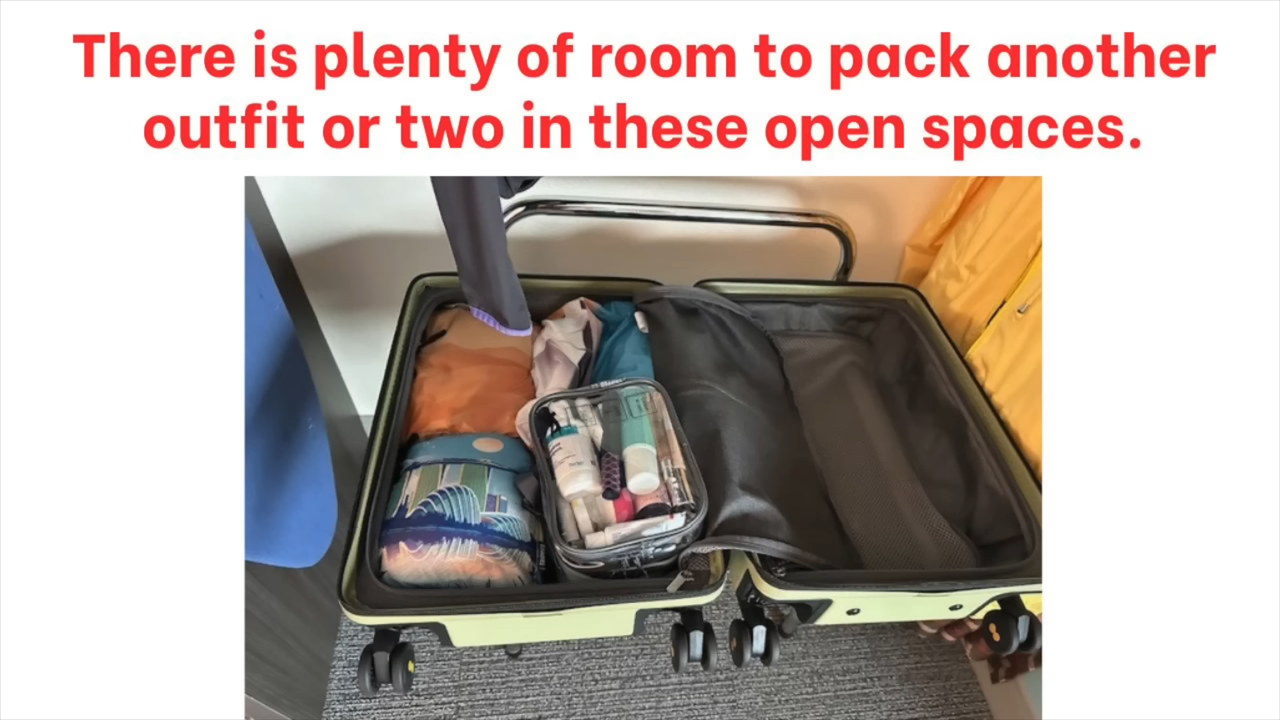 There is plenty of room to pack another
outfit or two in these open spaces.